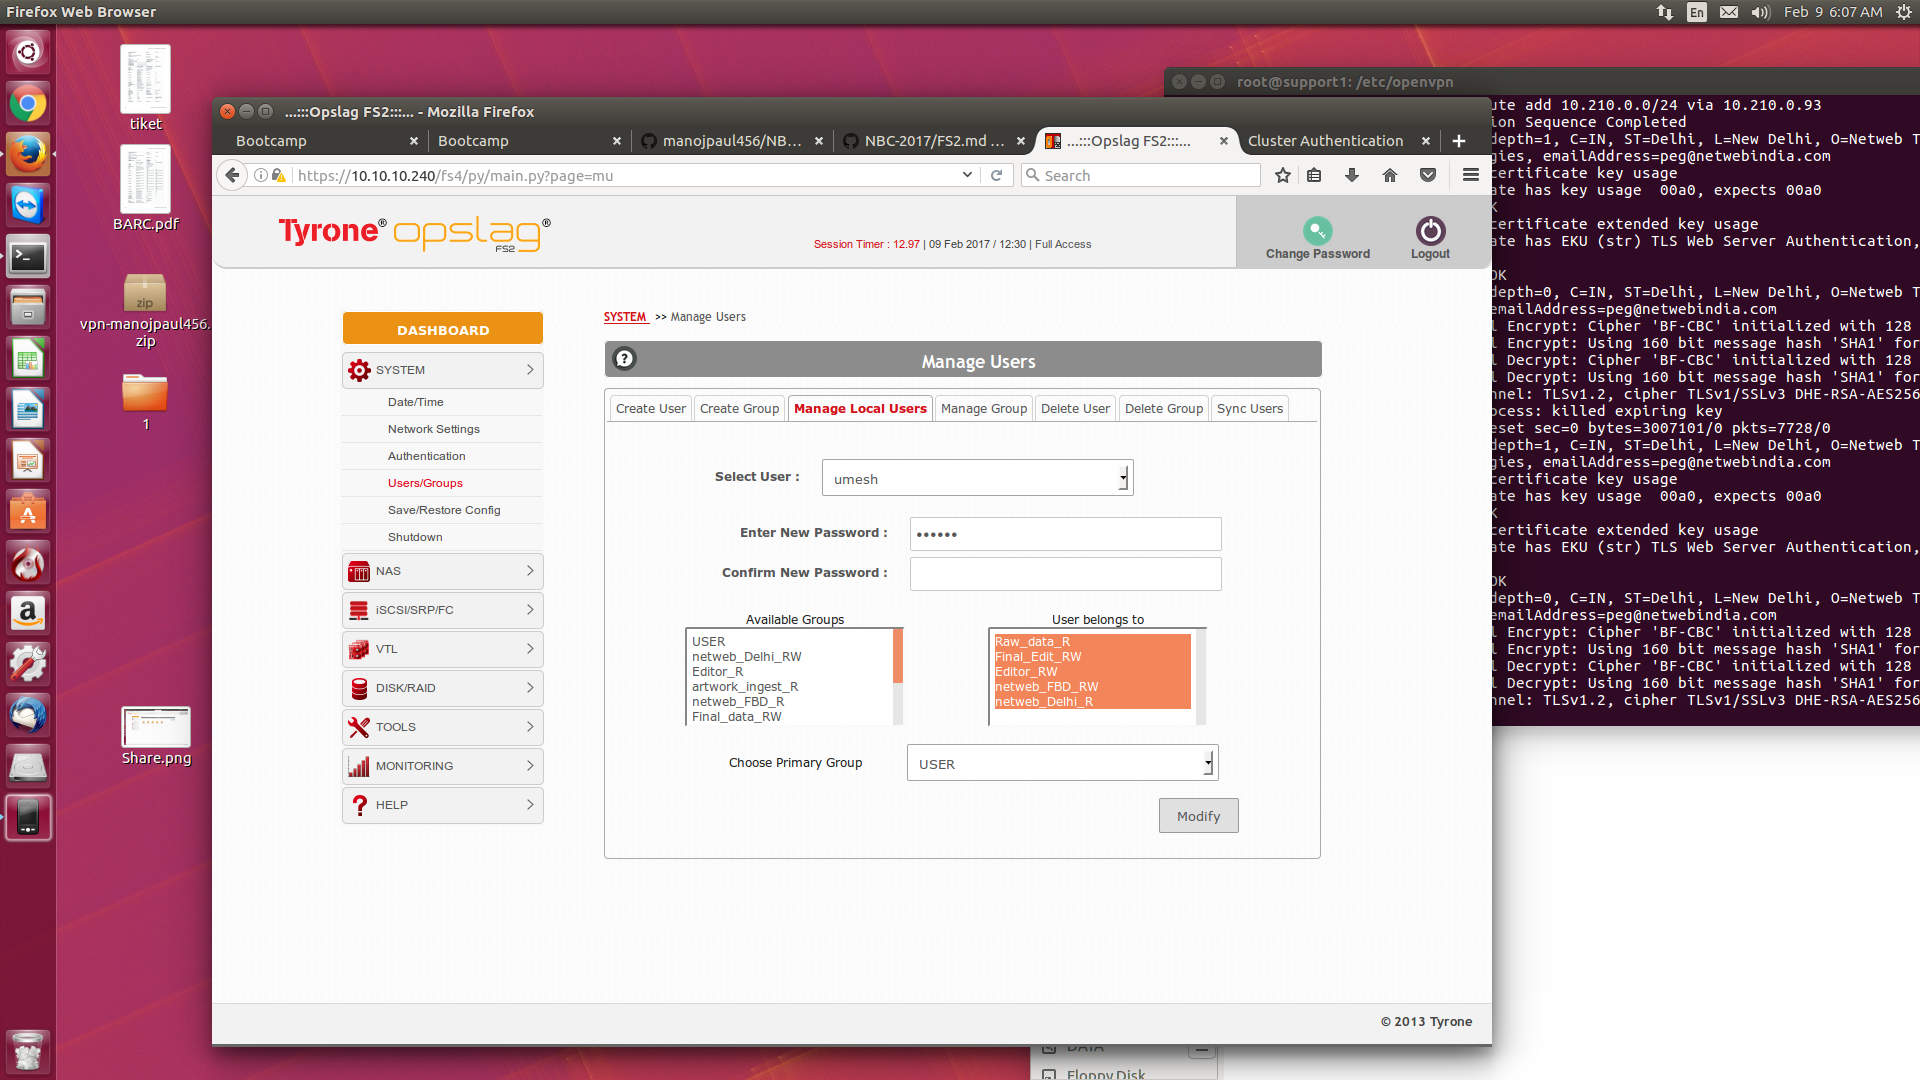 Firefox Web Browser
En
Feb 9 6:07 AM
tiket
BARC.pdf
zip
vpn-manojpaul456.
zip
1
Share.png
root@support1: /etc/openvpn
...:::Opslag FS2:::... - Mozilla Firefox
Bootcamp
Bootcamp
manojpaul456/NB...
NBC-2017/FS2.md ...
...:::Opslag FS2:::...
Cluster Authentication
https://10.10.10.240/fs4/py/main.py?page=mu
Search
Tyrone® opslag®
FS2
Session Timer : 12.97 | 09 Feb 2017 / 12:30 | Full Access
Change Password
Logout
DASHBOARD
SYSTEM
Date/Time
Network Settings
Authentication
Users/Groups
Save/Restore Config
Shutdown
NAS
iSCSI/SRP/FC
VTL
DISK/RAID
TOOLS
MONITORING
HELP
SYSTEM >> Manage Users
Manage Users
Create User
Create Group
Manage Local Users
Manage Group
Delete User
Delete Group
Sync Users
Select User :
umesh
Enter New Password :
••••••
Confirm New Password :
Available Groups
USER
netweb_Delhi_RW
Editor_R
artwork_ingest_R
netweb_FBD_R
Final_data_RW
User belongs to
Raw_data_R
Final_Edit_RW
Editor_RW
netweb_FBD_RW
netweb_Delhi_R
Choose Primary Group
USER
Modify
© 2013 Tyrone
ute add 10.210.0.0/24 via 10.210.0.93
ion Sequence Completed
depth=1, C=IN, ST=Delhi, L=New Delhi, O=Netweb T
gies, emailAddress=peg@netwebindia.com
certificate key usage
ate has key usage  00a0, expects 00a0
K
certificate extended key usage
ate has EKU (str) TLS Web Server Authentication,
OK
depth=0, C=IN, ST=Delhi, L=New Delhi, O=Netweb T
emailAddress=peg@netwebindia.com
l Encrypt: Cipher 'BF-CBC' initialized with 128
l Encrypt: Using 160 bit message hash 'SHA1' for
l Decrypt: Cipher 'BF-CBC' initialized with 128
l Decrypt: Using 160 bit message hash 'SHA1' for
nnel: TLSv1.2, cipher TLSv1/SSLv3 DHE-RSA-AES256
ocess: killed expiring key
eset sec=0 bytes=3007101/0 pkts=7728/0
depth=1, C=IN, ST=Delhi, L=New Delhi, O=Netweb T
gies, emailAddress=peg@netwebindia.com
certificate key usage
ate has key usage  00a0, expects 00a0
K
certificate extended key usage
ate has EKU (str) TLS Web Server Authentication,
OK
depth=0, C=IN, ST=Delhi, L=New Delhi, O=Netweb T
emailAddress=peg@netwebindia.com
l Encrypt: Cipher 'BF-CBC' initialized with 128
l Encrypt: Using 160 bit message hash 'SHA1' for
l Decrypt: Cipher 'BF-CBC' initialized with 128
l Decrypt: Using 160 bit message hash 'SHA1' for
nnel: TLSv1.2, cipher TLSv1/SSLv3 DHE-RSA-AES256
DATA
Floppy Disk